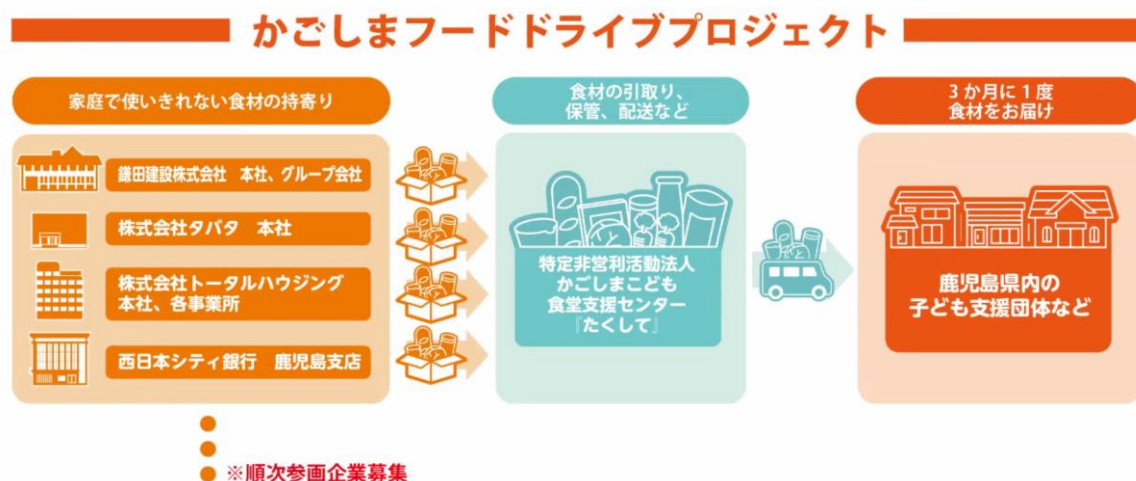 かごしまフードドライブプロジェクト
家庭で使いきれない食材の持寄り
鎌田建設株式会社　本社、グループ会社
株式会社タバタ　本社
株式会社トータルハウジング
本社、各事業所
西日本シティ銀行　鹿児島支店
※順次参画企業募集
食材の引取り、
保管、配送など
特定非営利活動法人
かごしまこども
食堂支援センター
『たくして』
3か月に1度
食材をお届け
鹿児島県内の
子ども支援団体など